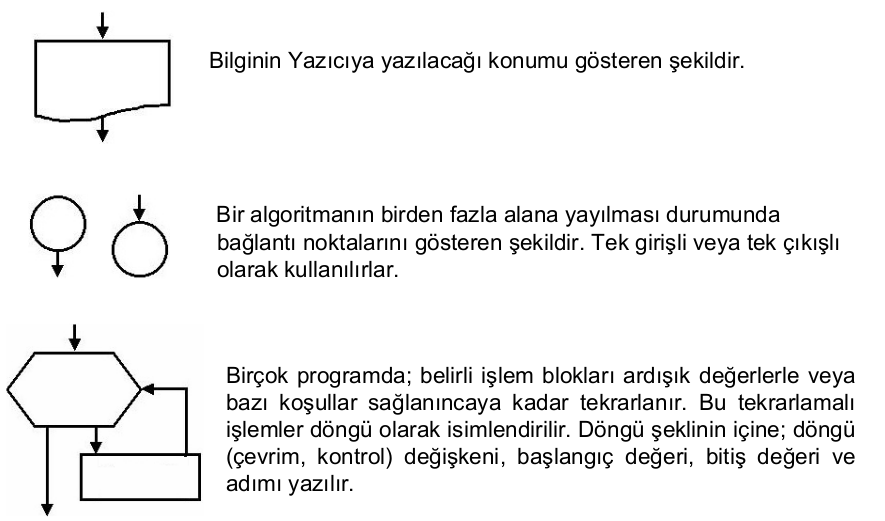 Bilginin Yazıcıya yazılacağı konumu gösteren şekildir.
Bir algoritmanın birden fazla alana yayılması durumunda
bağlantı noktalarını gösteren şekildir. Tek girişli veya tek çıkışlı
olarak kullanılırlar.
Birçok programda; belirli işlem blokları ardışık değerlerle veya
bazı koşullar sağlanıncaya kadar tekrarlanır. Bu tekrarlamalı
işlemler döngü olarak isimlendirilir. Döngü şeklinin içine; döngü
(çevrim, kontrol) değişkeni, başlangıç değeri, bitiş değeri ve
adımı yazılır.